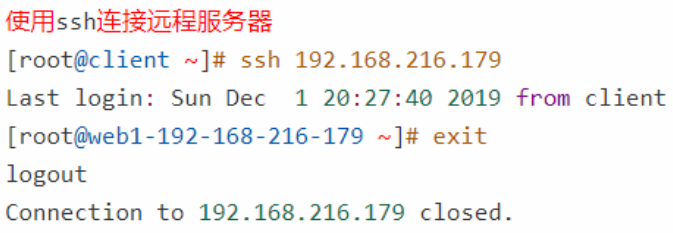 使用ssh连接远程服务器
[root@client ~]# ssh 192.168.216.179
Last login: Sun Dec  1 20:27:40 2019 from client
[root@web1-192-168-216-179 ~]# exit
logout
Connection to 192.168.216.179 closed.